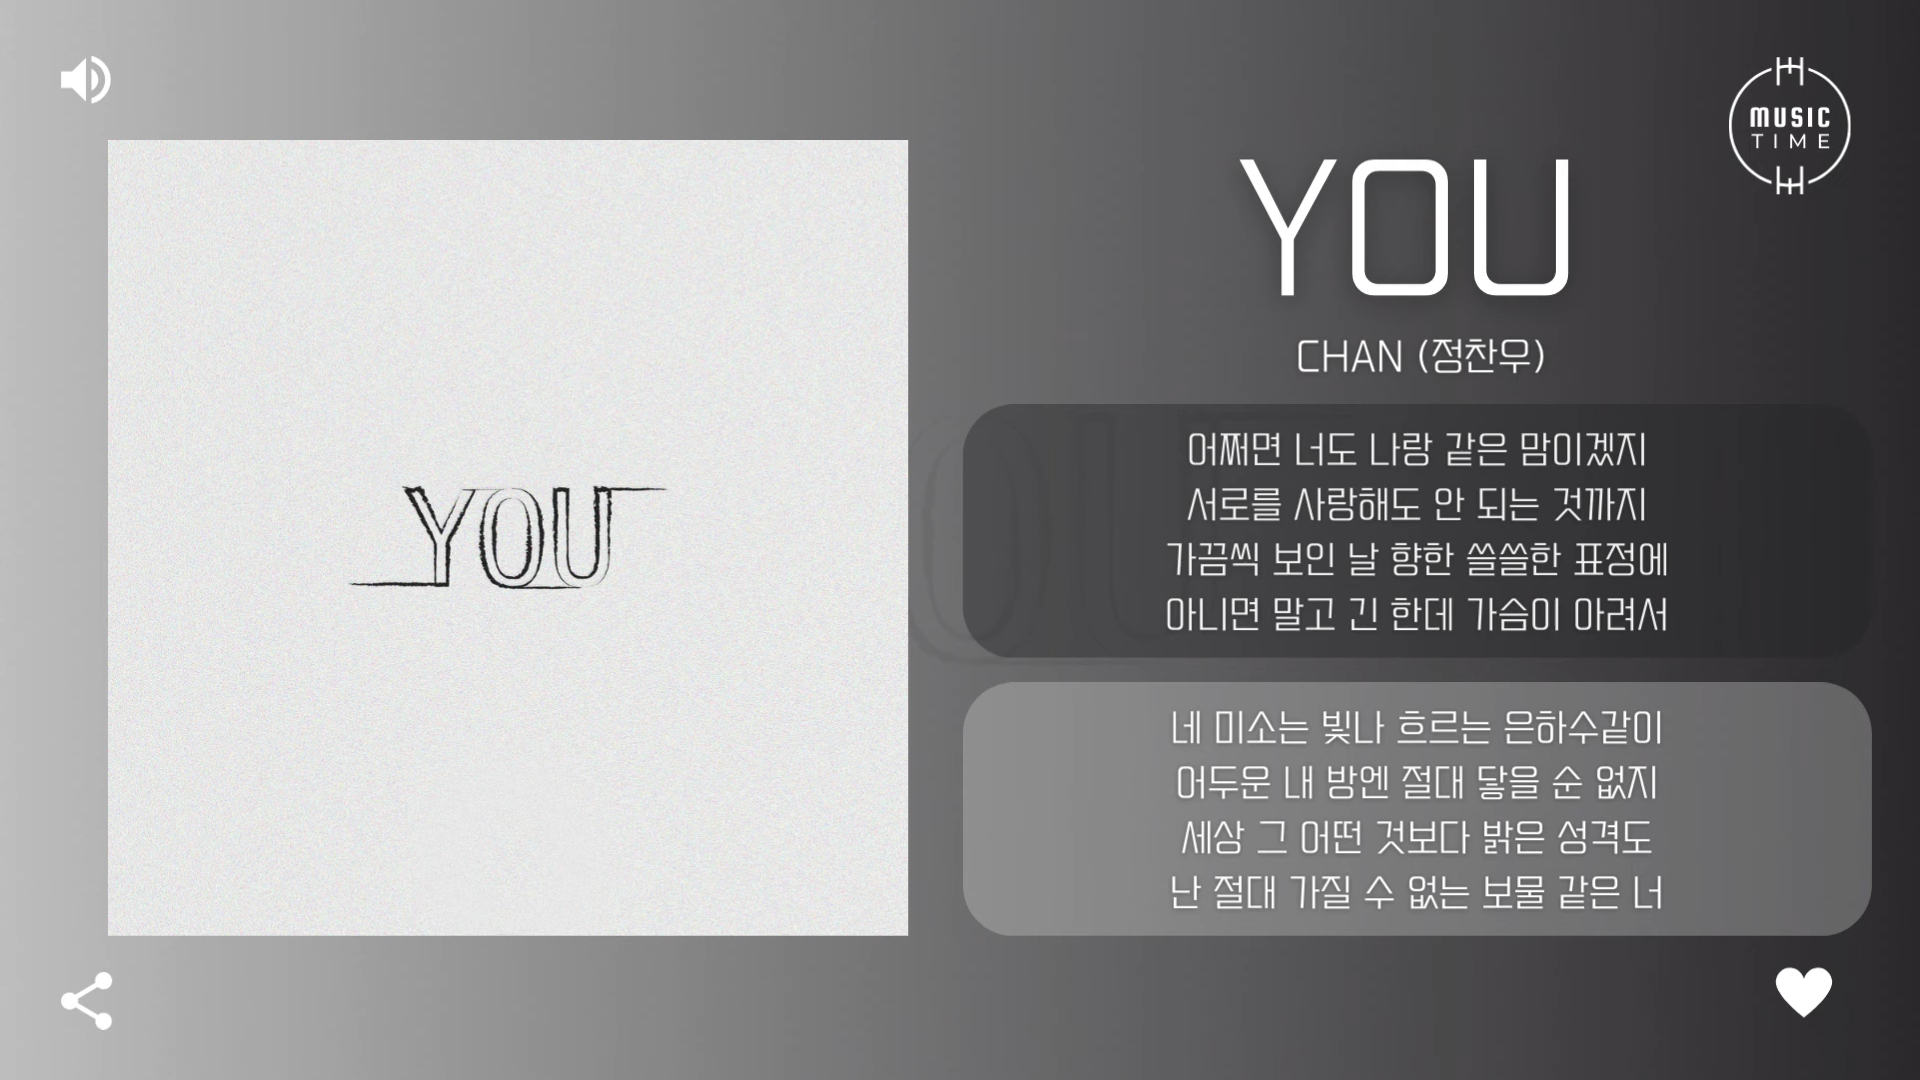 YOU
MUSIC
TIME
YOU
CHAN (정찬우)
어쩌면 너도 나랑 같은 맘이겠지
서로를 사랑해도 안 되는 것까지
가끔씩 보인 날 향한 쓸쓸한 표정에
아니면 말고 긴 한데 가슴이 아려서
네 미소는 빛나 흐르는 은하수같이
어두운 내 방엔 절대 닿을 순 없지
세상 그 어떤 것보다 밝은 성격도
난 절대 가질 수 없는 보물 같은 너